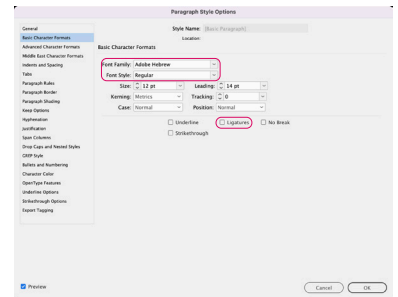 Paragraph Style Options
General
Basic Character Formats
Advanced Character Formats
Middle East Character Formats
Indents and Spacing
Tabs
Paragraph Rules
Paragraph Border
Paragraph Shading
Keep Options
Hyphenation
Justification
Span Columns
Drop Caps and Nested Styles
GREP Style
Bullets and Numbering
Character Color
OpenType Features
Underline Options
Strikethrough Options
Export Tagging
Style Name: [Basic Paragraph]
Location:
Basic Character Formats
Font Family: Adobe Hebrew
Font Style: Regular
Size: 12 pt Leading: 14 pt
Kerning: Metrics Tracking: 0
Case: Normal Position: Normal
Underline Ligatures No Break
Strikethrough
Preview Cancel OK